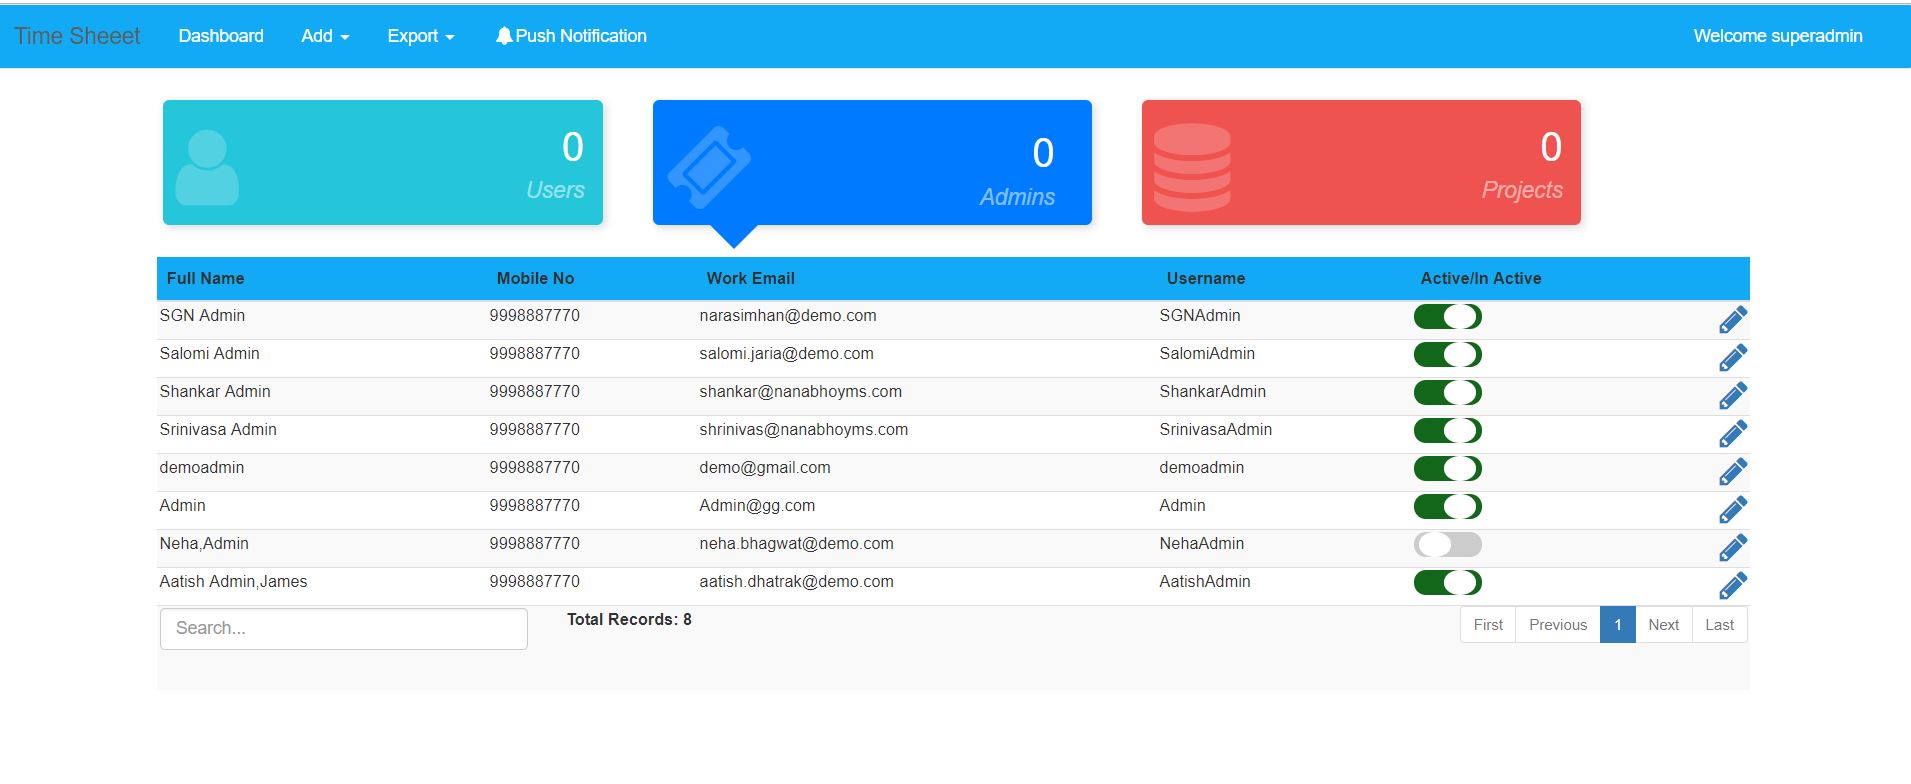 Time Sheeet Dashboard Add Export Push Notification Welcome superadmin
0
Users
0
Admins
0
Projects
Full Name Mobile No Work Email Username Active/In Active
SGN Admin 9998887770 narasimhan@demo.com SGNAdmin
Salomi Admin 9998887770 salomi.jaria@demo.com SalomiAdmin
Shankar Admin 9998887770 shankar@nanabhoyms.com ShankarAdmin
Srinivasa Admin 9998887770 shrinivas@nanabhoyms.com SrinivasaAdmin
demoadmin 9998887770 demo@gmail.com demoadmin
Admin 9998887770 Admin@gg.com Admin
Neha,Admin 9998887770 neha.bhagwat@demo.com NehaAdmin
Aatish Admin,James 9998887770 aatish.dhatrak@demo.com AatishAdmin
Search... Total Records: 8 First Previous 1 Next Last